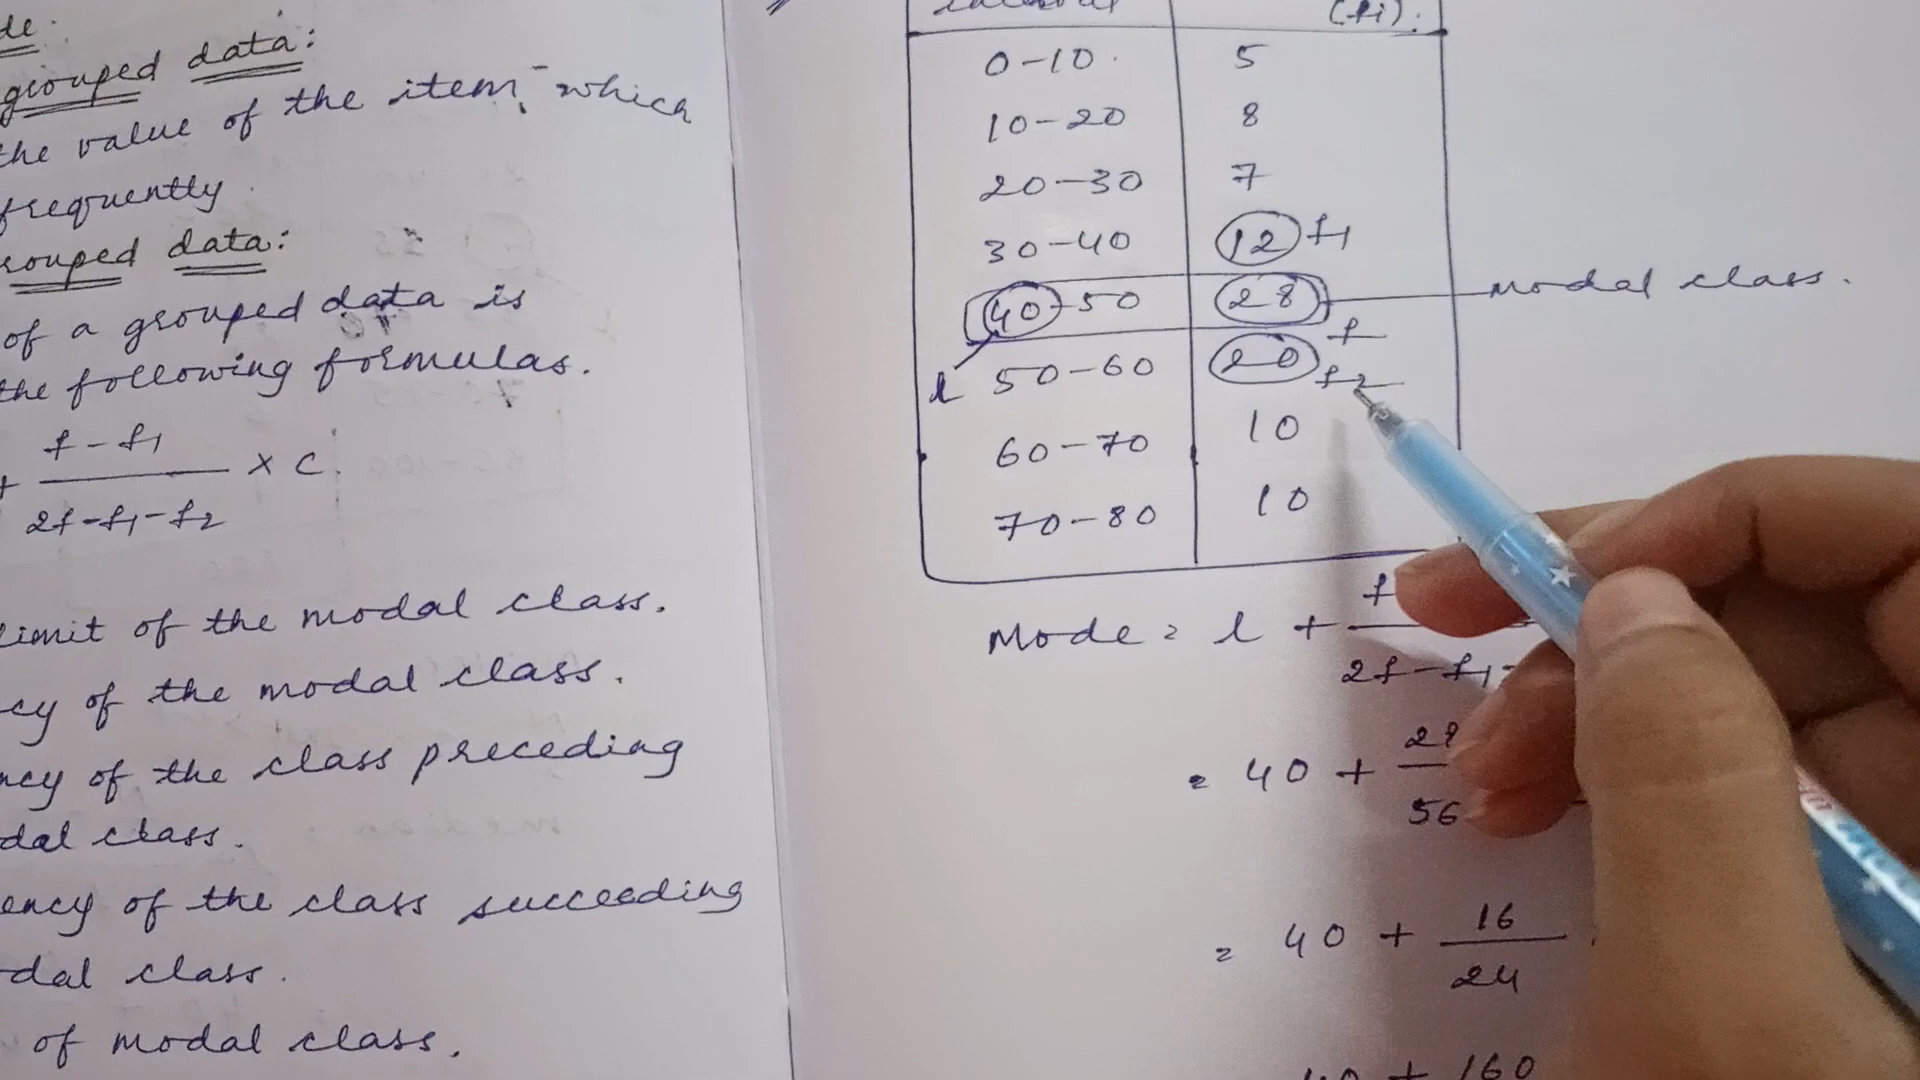 grouped data:
the value of the item, which
frequently
rouped data:
of a grouped data is
the following formulas.
+ f-f1 / 2f-f1-f2 × c.
limit of the modal class.
cy of the modal class.
ncy of the class preceding
dal class.
ency of the class succeeding
dal class.
of modal class.
(fi).
0-10 5
10-20 8
20-30 7
30-40 12 f1
40-50 28 f modal class.
l 50-60 20 f2
60-70 10
70-80 10
Mode = l + f / 2f-f1-
= 40 + 28 / 56
= 40 + 16 / 24
40 + 160